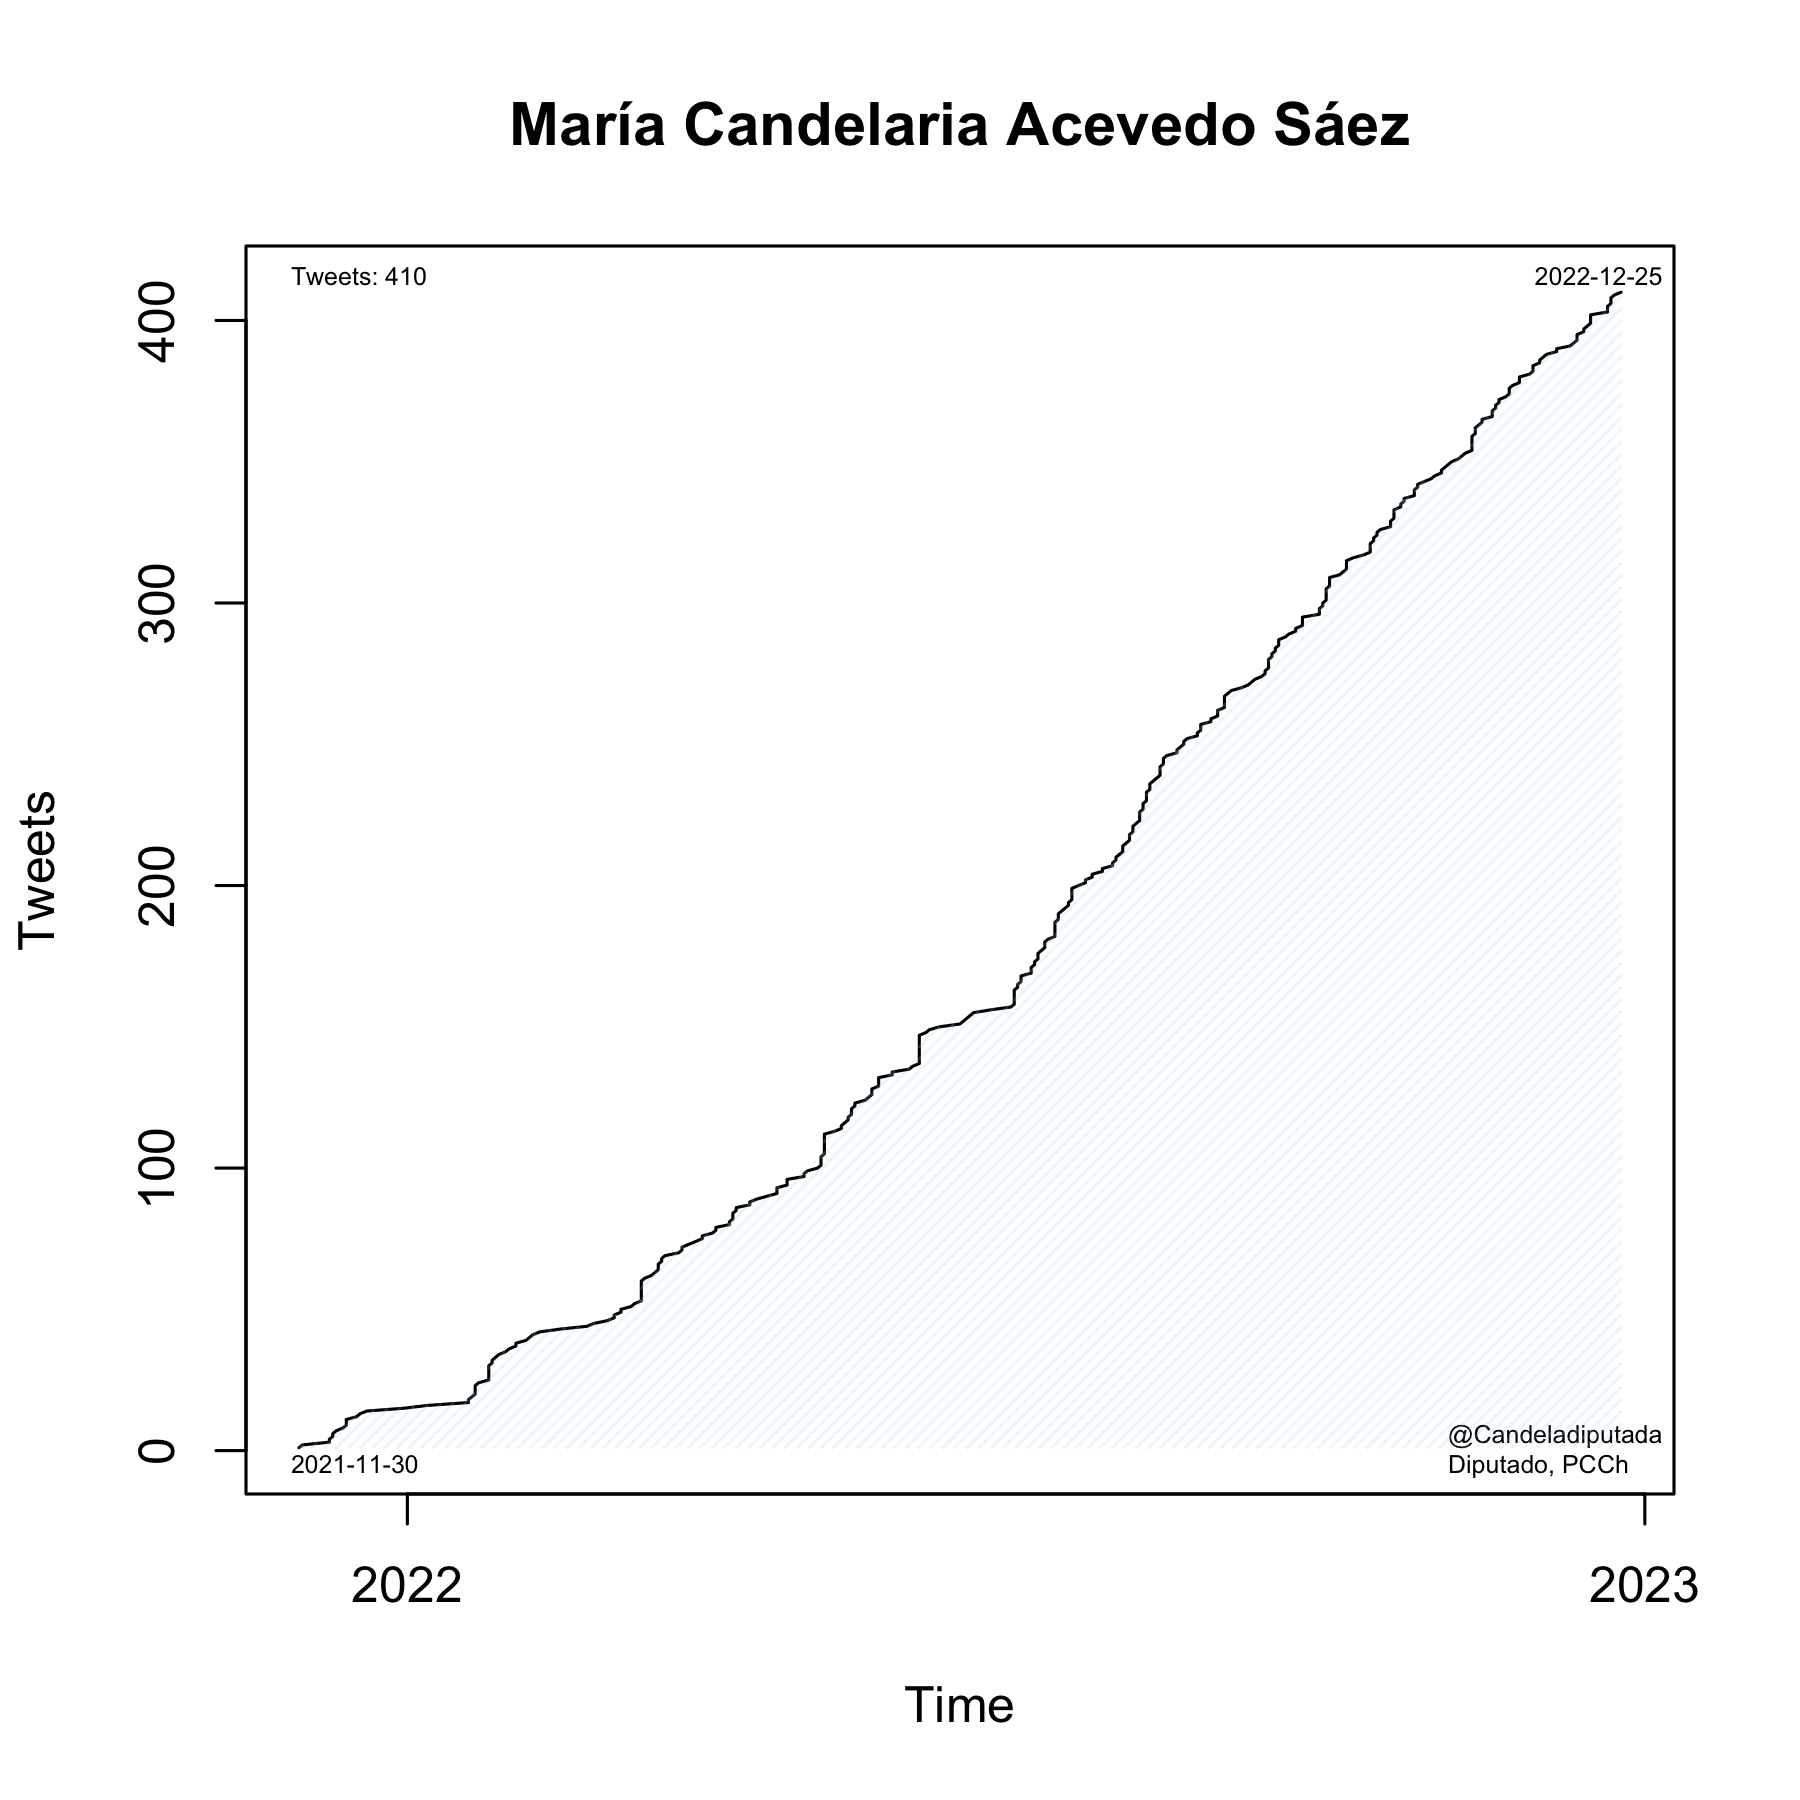 María Candelaria Acevedo Sáez
Tweets: 410
2022-12-25
400
300
200
100
0
Tweets
@Candeladiputada
Diputado, PCCh
2021-11-30
2022
2023
Time